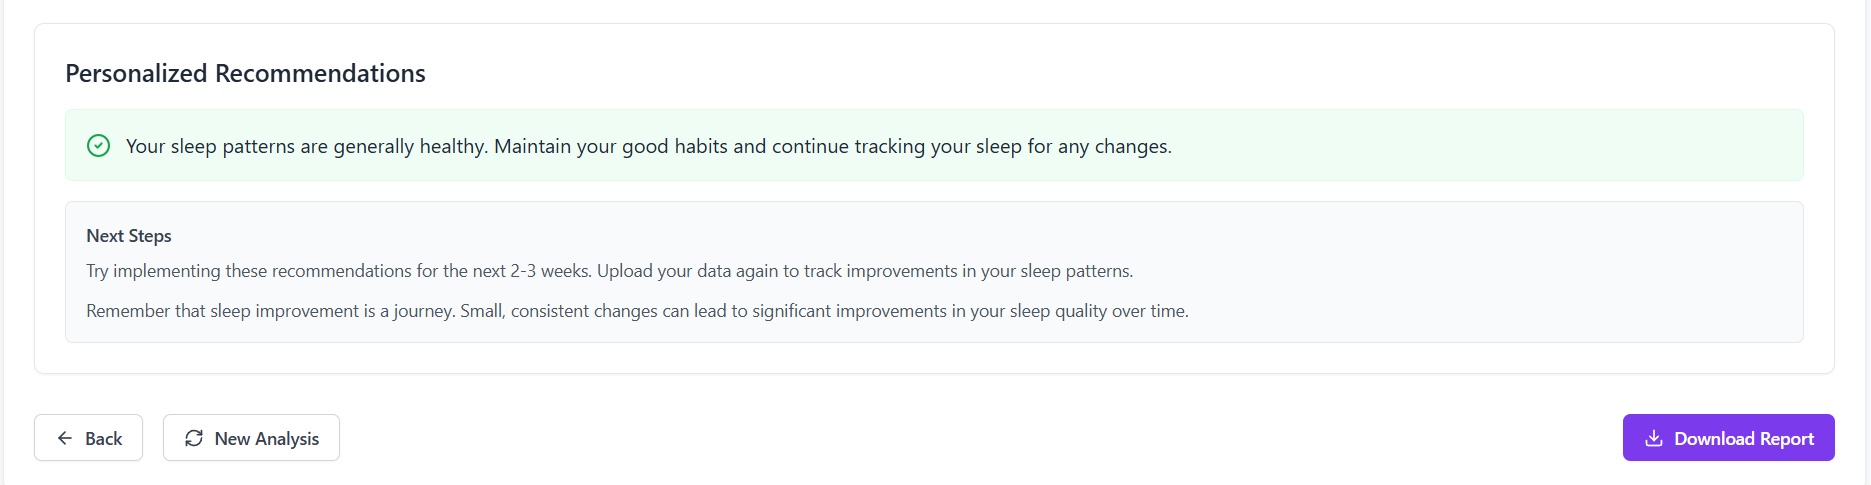 Personalized Recommendations
Your sleep patterns are generally healthy. Maintain your good habits and continue tracking your sleep for any changes.
Next Steps
Try implementing these recommendations for the next 2-3 weeks. Upload your data again to track improvements in your sleep patterns.
Remember that sleep improvement is a journey. Small, consistent changes can lead to significant improvements in your sleep quality over time.
Back
New Analysis
Download Report